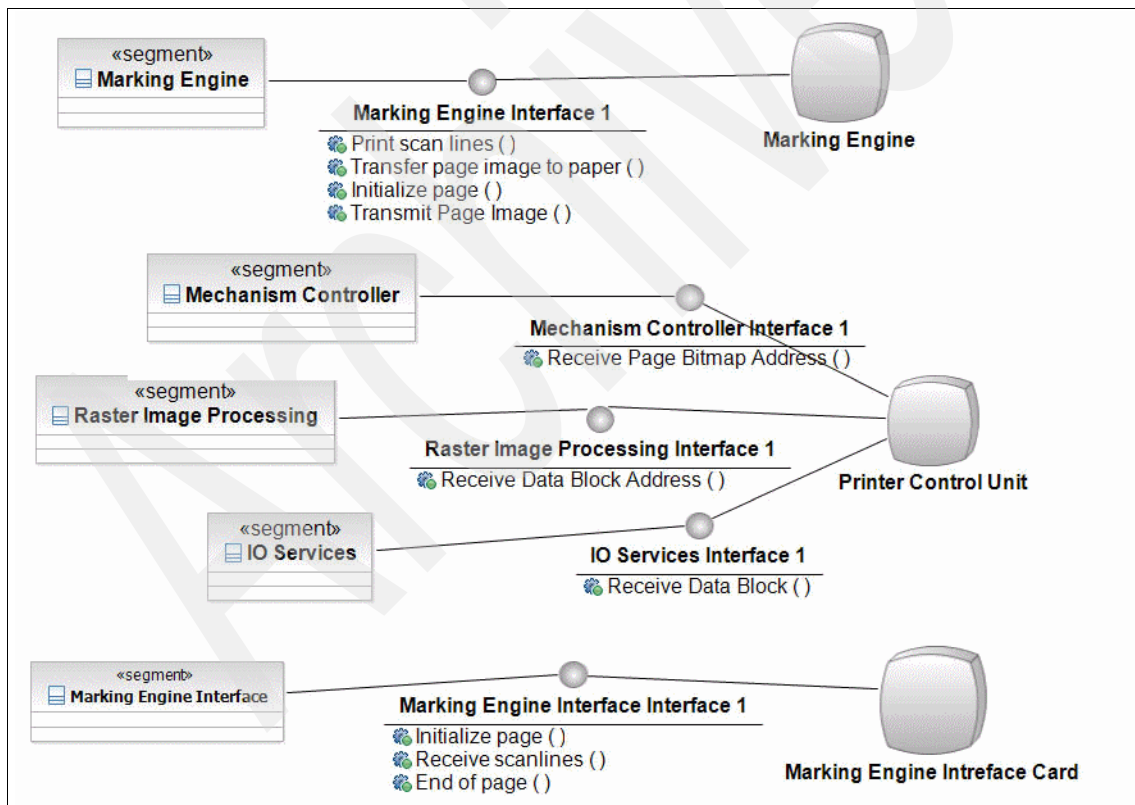 «segment»
Marking Engine
Marking Engine Interface 1
Print scan lines ( )
Transfer page image to paper ( )
Initialize page ( )
Transmit Page Image ( )
Marking Engine
«segment»
Mechanism Controller
Mechanism Controller Interface 1
Receive Page Bitmap Address ( )
«segment»
Raster Image Processing
Raster Image Processing Interface 1
Receive Data Block Address ( )
Printer Control Unit
«segment»
IO Services
IO Services Interface 1
Receive Data Block ( )
«segment»
Marking Engine Interface
Marking Engine Interface Interface 1
Initialize page ( )
Receive scanlines ( )
End of page ( )
Marking Engine Intreface Card